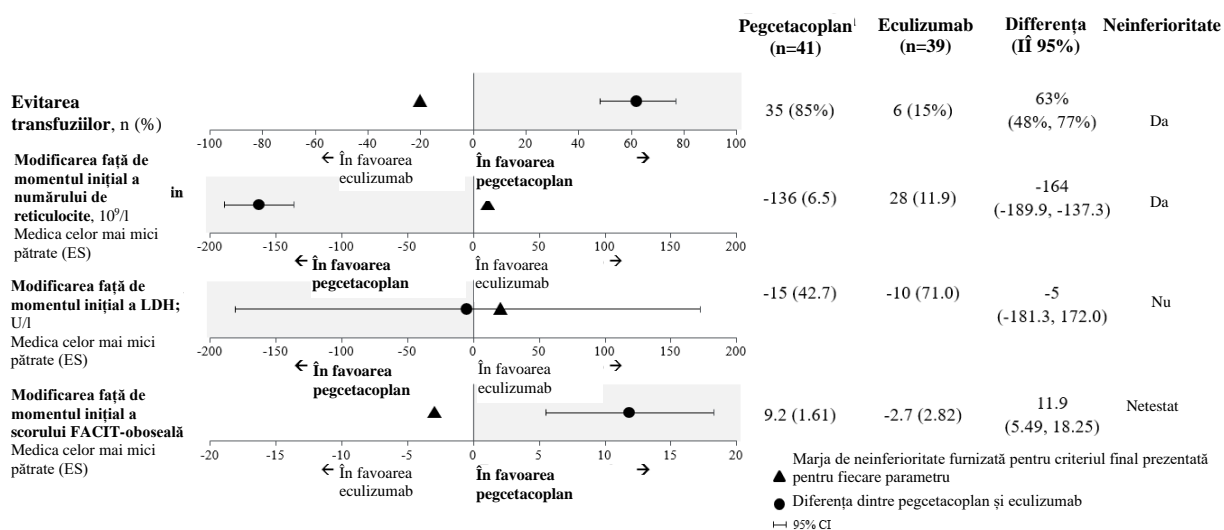 Pegcetacoplan¹ Eculizumab Differența Neinferioritate
(n=41) (n=39) (IÎ 95%)
Evitarea
transfuziilor, n (%)
35 (85%) 6 (15%) 63%
(48%, 77%) Da
-100 -80 -60 -40 -20 0 20 40 60 80 100
← În favoarea
eculizumab
În favoarea →
pegcetacoplan
Modificarea față de
momentul inițial a
numărului de in
reticulocite, 10⁹/l
Medica celor mai mici
pătrate (ES)
-136 (6.5) 28 (11.9) -164
(-189.9, -137.3) Da
-200 -150 -100 -50 0 50 100 150 200
← În favoarea
pegcetacoplan
În favoarea →
eculizumab
Modificarea față de
momentul inițial a LDH;
U/l
Medica celor mai mici
pătrate (ES)
-15 (42.7) -10 (71.0) -5
(-181.3, 172.0) Nu
-200 -150 -100 -50 0 50 100 150 200
← În favoarea
pegcetacoplan
În favoarea →
eculizumab
Modificarea față de
momentul inițial a
scorului FACIT-oboseală
Medica celor mai mici
pătrate (ES)
9.2 (1.61) -2.7 (2.82) 11.9
(5.49, 18.25) Netestat
-20 -15 -10 -5 0 5 10 15 20
← În favoarea
eculizumab
În favoarea →
pegcetacoplan
Marja de neinferioritate furnizată pentru criteriul final prezentată
▲ pentru fiecare parametru
● Diferența dintre pegcetacoplan și eculizumab
95% CI